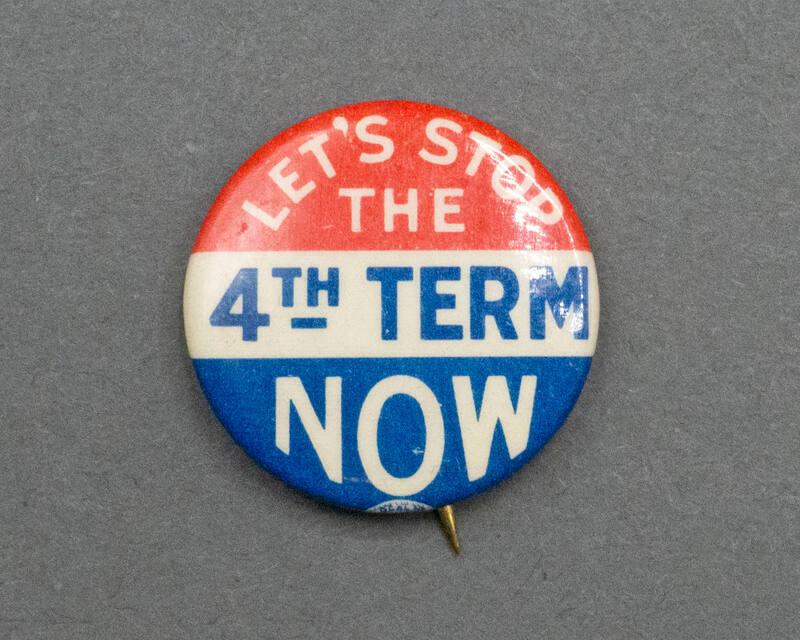 LET'S STOP
THE
4TH TERM
NOW